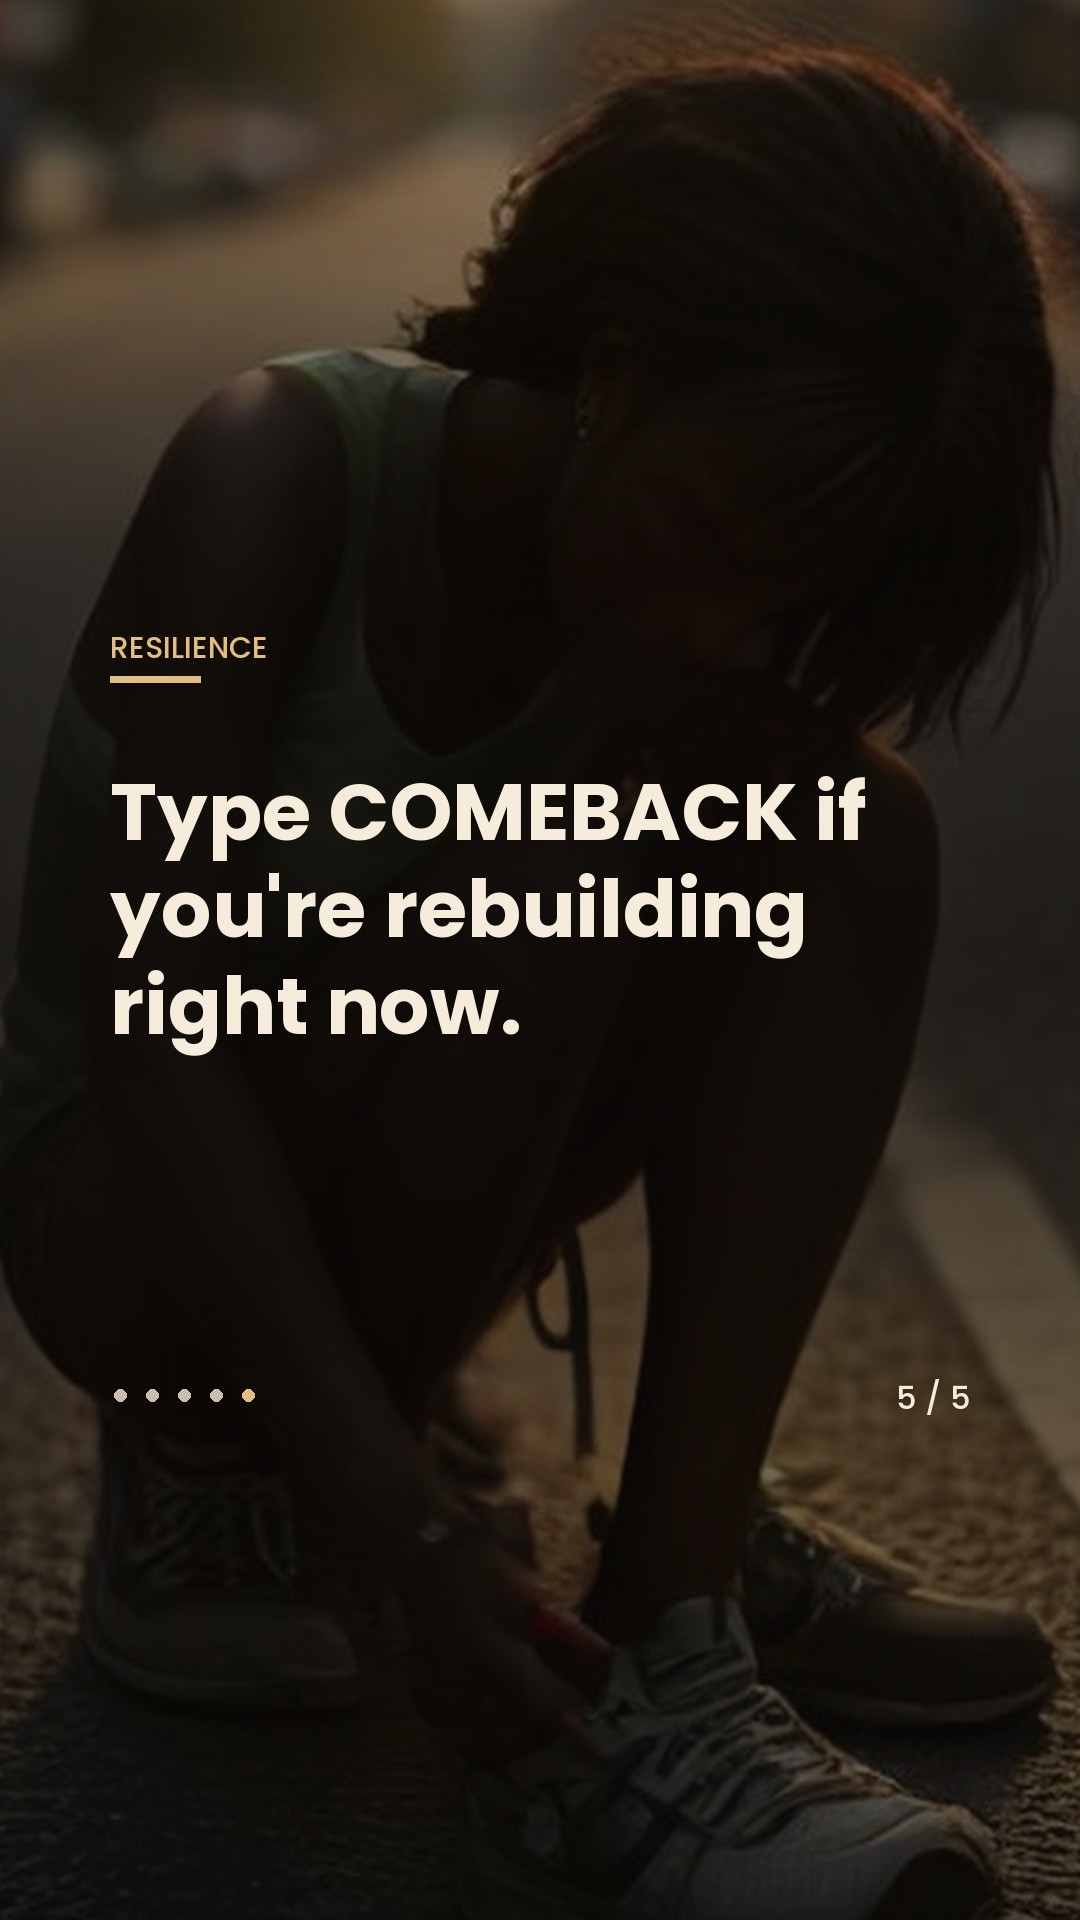 RESILIENCE
Type COMEBACK if
you're rebuilding
right now.
5 / 5